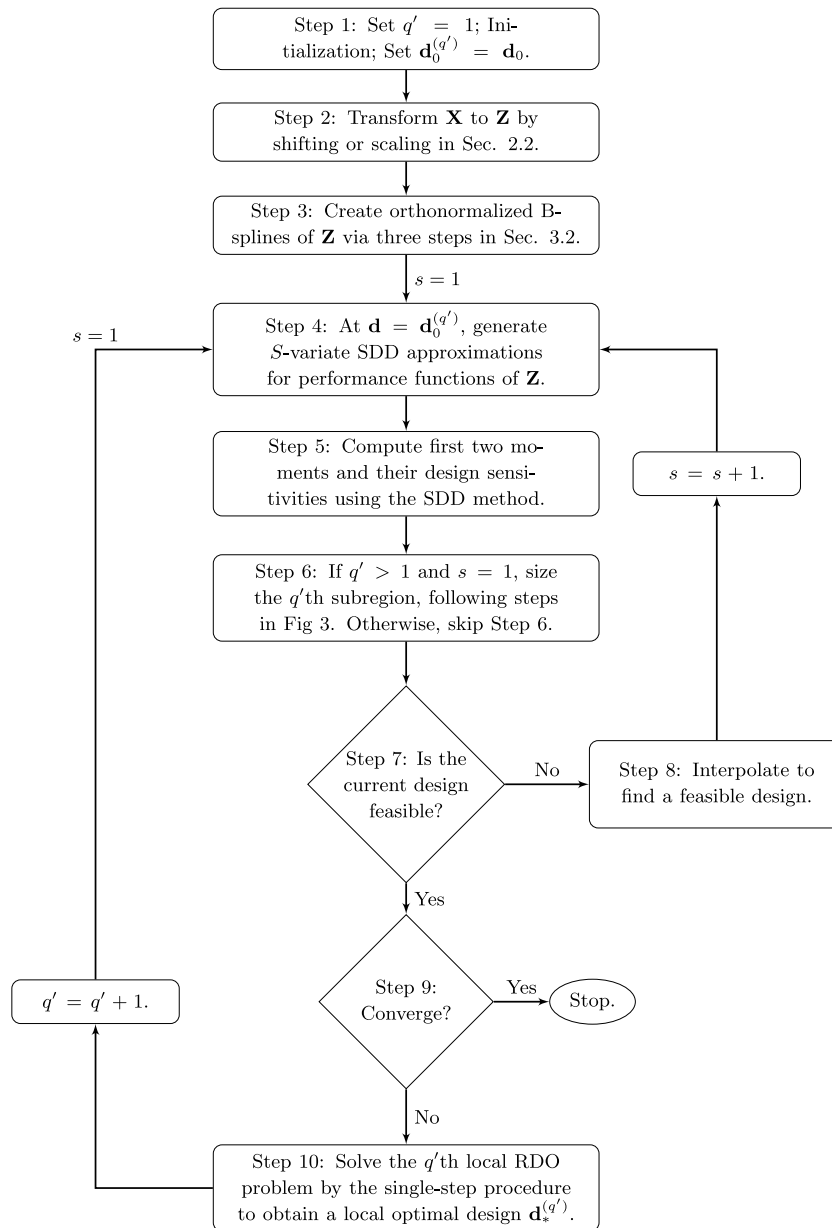 Step 1: Set q′ = 1; Ini-
tialization; Set d₀^(q′) = d₀.
Step 2: Transform X to Z by
shifting or scaling in Sec. 2.2.
Step 3: Create orthonormalized B-
splines of Z via three steps in Sec. 3.2.
s = 1
s = 1
Step 4: At d = d₀^(q′), generate
S-variate SDD approximations
for performance functions of Z.
Step 5: Compute first two mo-
ments and their design sensi-
tivities using the SDD method.
s = s + 1.
Step 6: If q′ > 1 and s = 1, size
the q′th subregion, following steps
in Fig 3. Otherwise, skip Step 6.
Step 7: Is the
current design
feasible?
No
Step 8: Interpolate to
find a feasible design.
Yes
Step 9:
Converge?
Yes
Stop.
q′ = q′ + 1.
No
Step 10: Solve the q′th local RDO
problem by the single-step procedure
to obtain a local optimal design d∗^(q′).